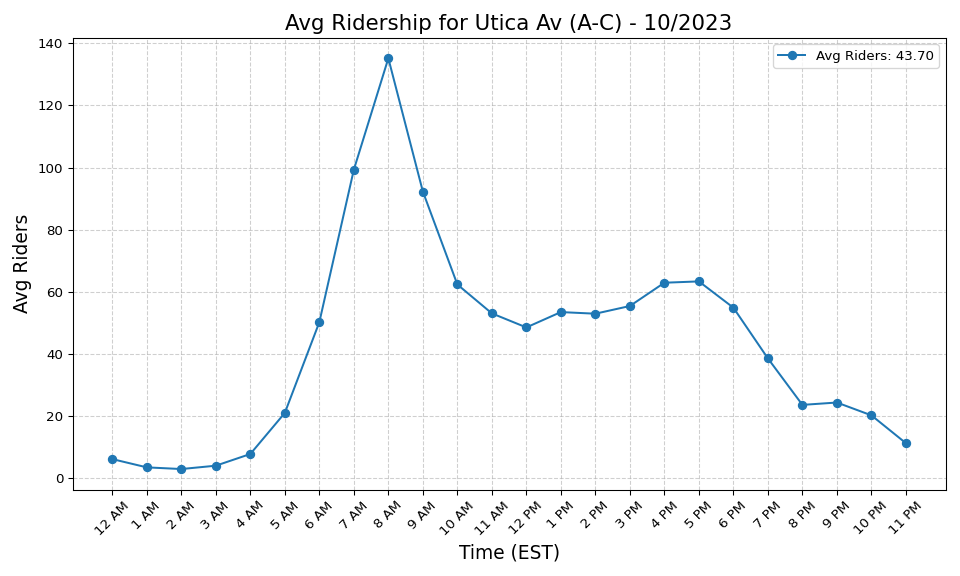 Avg Ridership for Utica Av (A-C) - 10/2023
Avg Riders: 43.70
Avg Riders
140
120
100
80
60
40
20
0
12 AM
1 AM
2 AM
3 AM
4 AM
5 AM
6 AM
7 AM
8 AM
9 AM
10 AM
11 AM
12 PM
1 PM
2 PM
3 PM
4 PM
5 PM
6 PM
7 PM
8 PM
9 PM
10 PM
11 PM
Time (EST)